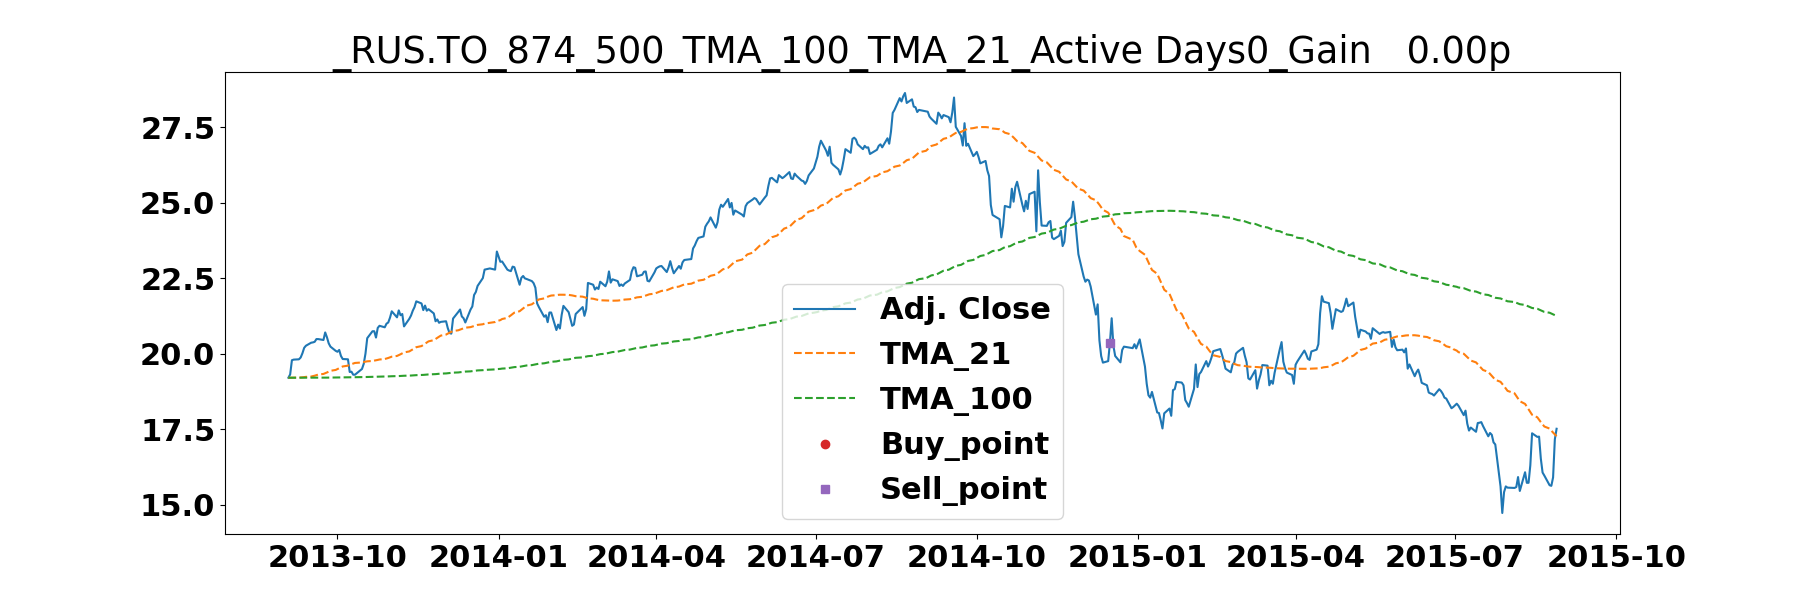 _RUS.TO_874_500_TMA_100_TMA_21_Active Days0_Gain   0.00p
27.5
25.0
22.5
20.0
17.5
15.0
Adj. Close
TMA_21
TMA_100
Buy_point
Sell_point
2013-10 2014-01 2014-04 2014-07 2014-10 2015-01 2015-04 2015-07 2015-10